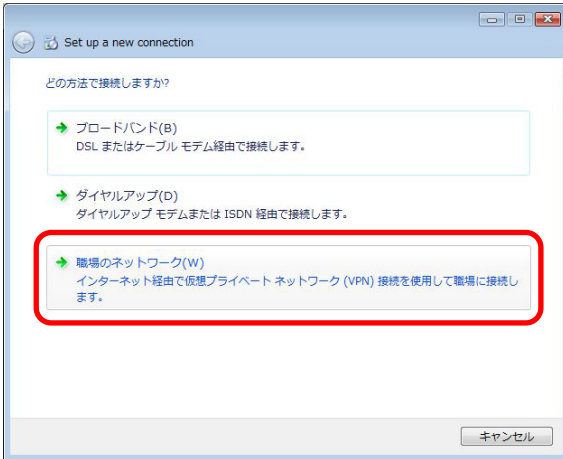 Set up a new connection
どの方法で接続しますか?
ブロードバンド(B)
DSL またはケーブル モデム経由で接続します。
ダイヤルアップ(D)
ダイヤルアップ モデムまたは ISDN 経由で接続します。
職場のネットワーク(W)
インターネット経由で仮想プライベート ネットワーク (VPN) 接続を使用して職場に接続し
ます。
キャンセル